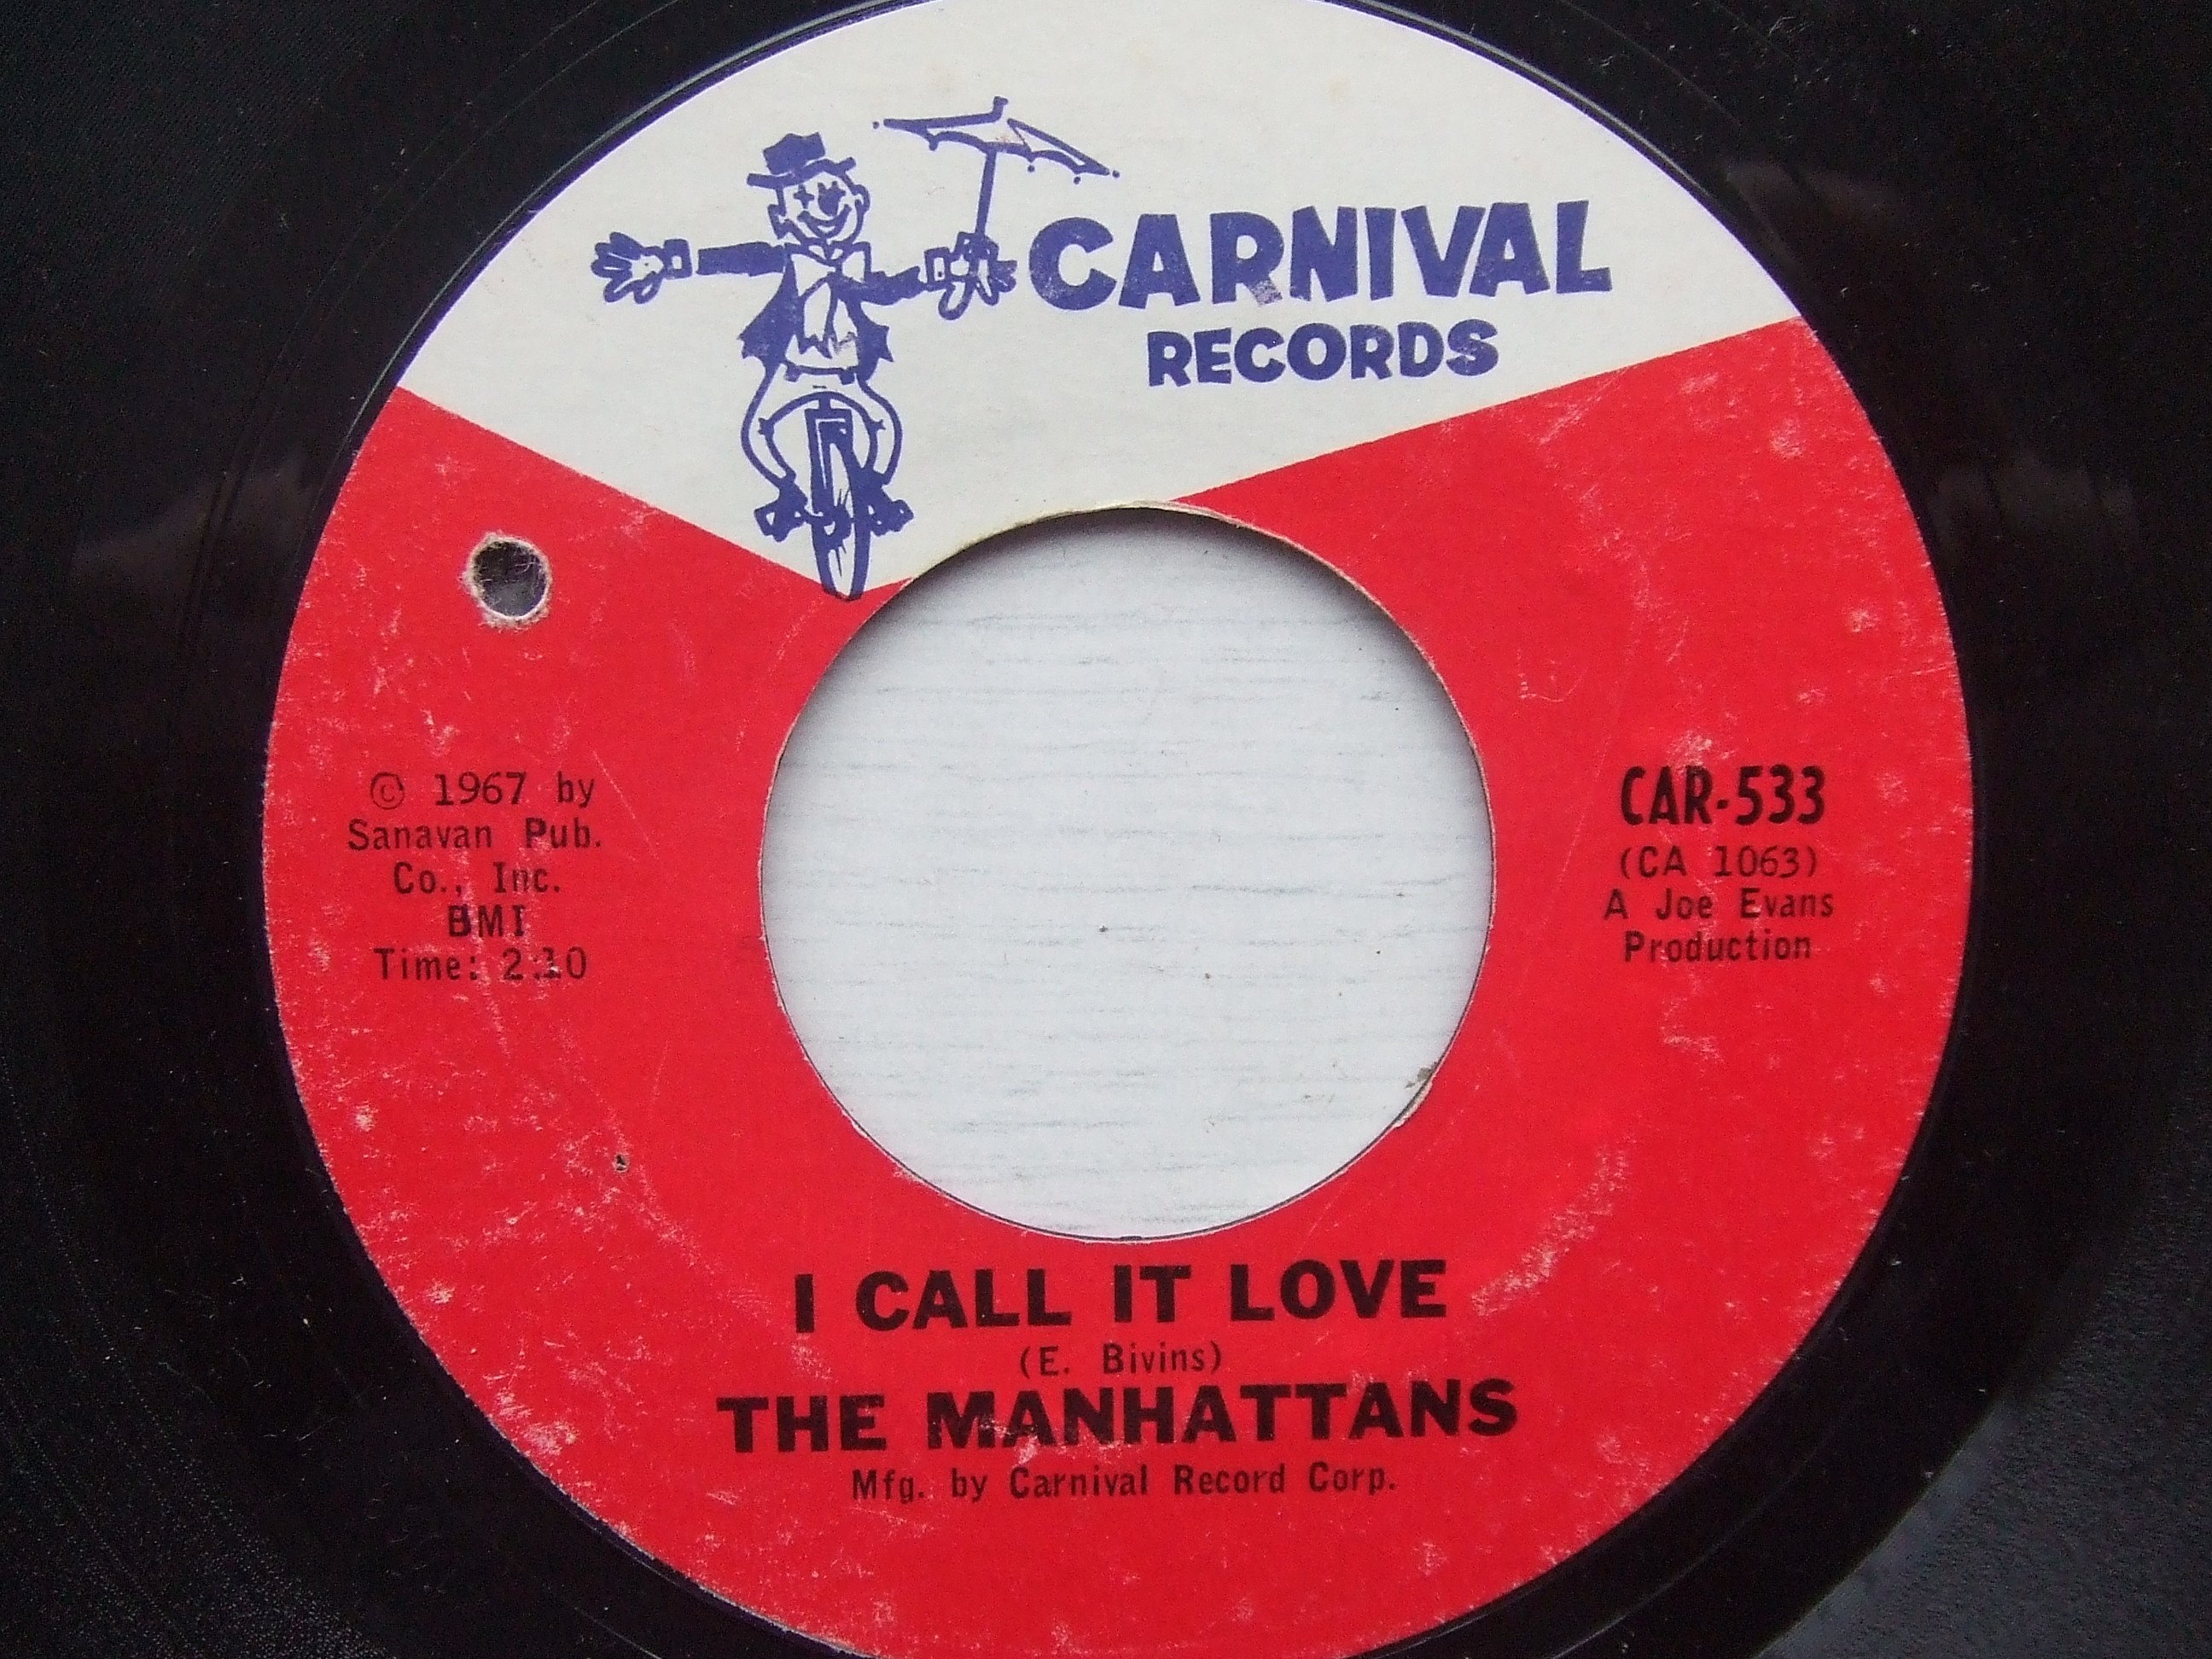 CARNIVAL
RECORDS
© 1967 by
Sanavan Pub.
Co., Inc.
BMI
Time: 2:10
CAR-533
(CA 1063)
A Joe Evans
Production
I CALL IT LOVE
(E. Bivins)
THE MANHATTANS
Mfg. by Carnival Record Corp.